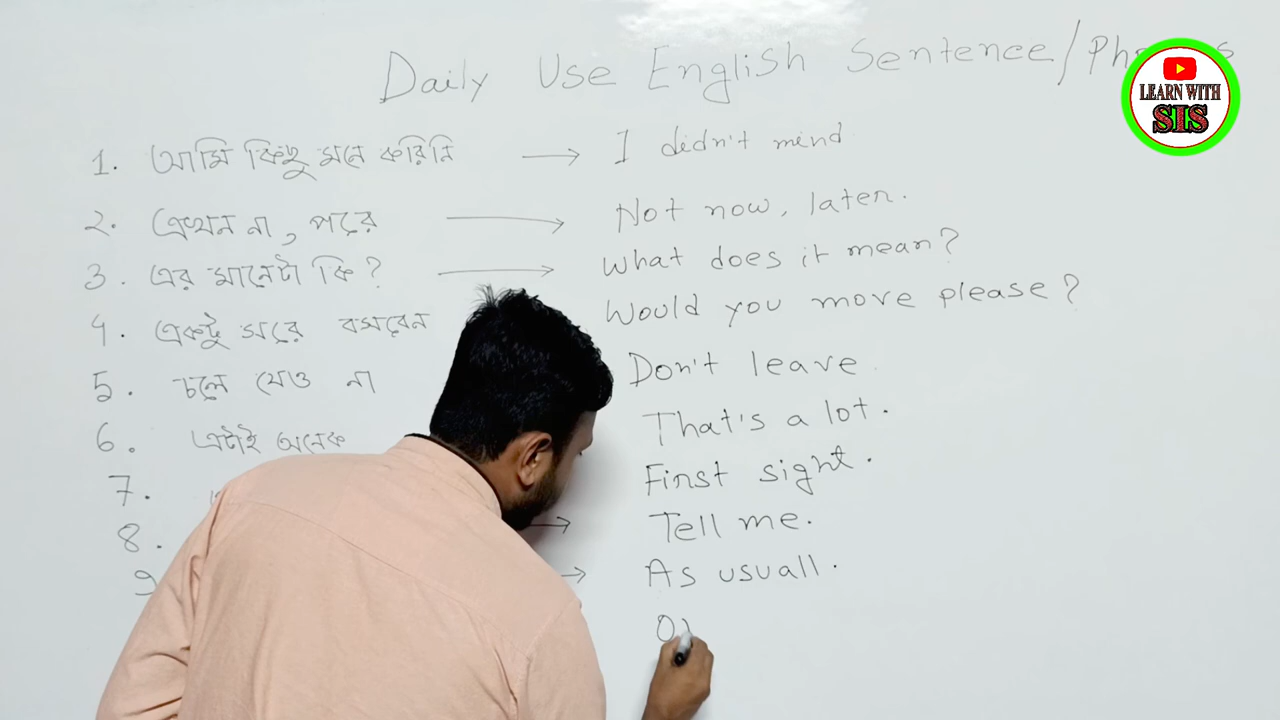 Daily Use English Sentence/
LEARN WITH
SIS
1. আমি কিছু মনে করিনি → I didn't mind
2. এখন না, পরে → Not now, later.
3. এর মানেটা কি? → What does it mean?
4. একটু সরে বসবেন Would you move please?
5. চলে যেও না Don't leave
6. এটাই অনেক That's a lot.
7. First sight.
8. → Tell me.
9 → As usuall.